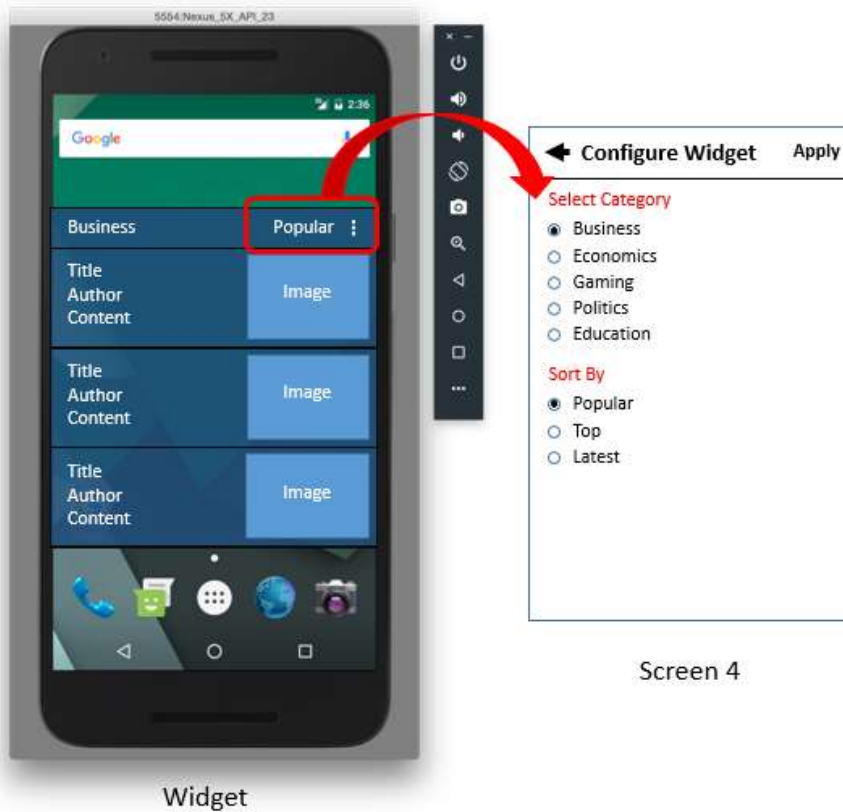 5554:Nexus_5X_API_23
2:36
Google
Business Popular
Title
Author
Content
Image
Title
Author
Content
Image
Title
Author
Content
Image
Widget
Configure Widget Apply
Select Category
Business
Economics
Gaming
Politics
Education
Sort By
Popular
Top
Latest
Screen 4